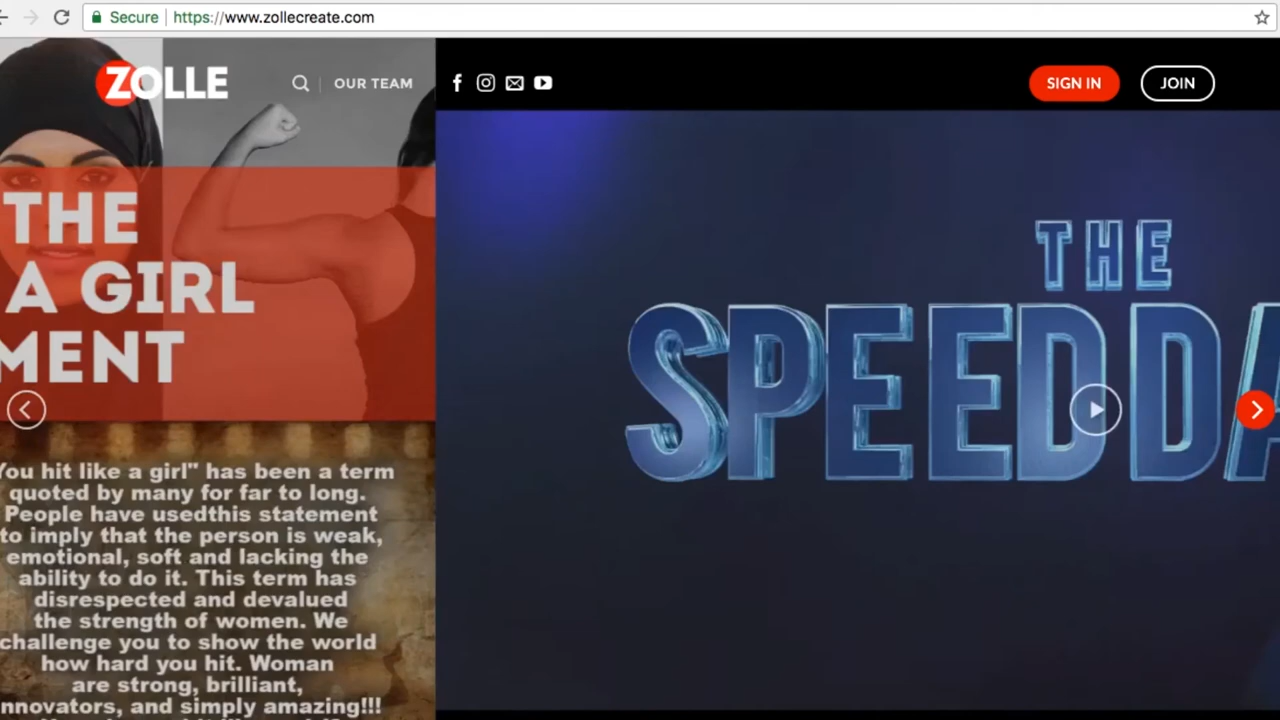 Secure
https://www.zollecreate.com
ZOLLE
OUR TEAM
SIGN IN
JOIN
THE
A GIRL
MENT
You hit like a girl" has been a term
quoted by many for far to long.
People have usedthis statement
to imply that the person is weak,
emotional, soft and lacking the
ability to do it. This term has
disrespected and devalued
the strength of women. We
challenge you to show the world
how hard you hit. Woman
are strong, brilliant,
nnovators, and simply amazing!!!
THE
SPEEDDA